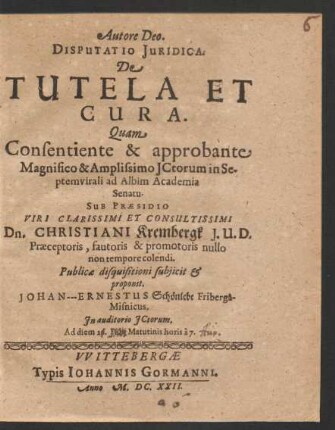 6
Autore Deo.
DISPUTATIO JURIDICA.
De
TUTELA ET
CURA.
Quam
Consentiente & approbante
Magnifico & Amplissimo JCtorum in Se-
ptemvirali ad Albim Academia
Senatu.
SUB PRÆSIDIO
VIRI CLARISSIMI ET CONSULTISSIMI
Dn. CHRISTIANI Krembergk J. U. D.
Præceptoris, fautoris & promotoris nullo
non tempore colendi.
Publicæ disquisitioni subjicit &
proponit.
JOHAN--ERNESTUS Schönlebe Fribergâ-
Misnicus.
In auditorio JCtorum.
Ad diem Matutinis horis à 7.
VVITTEBERGÆ
Typis IOHANNIS GORMANNI.
Anno M. DC. XXII.